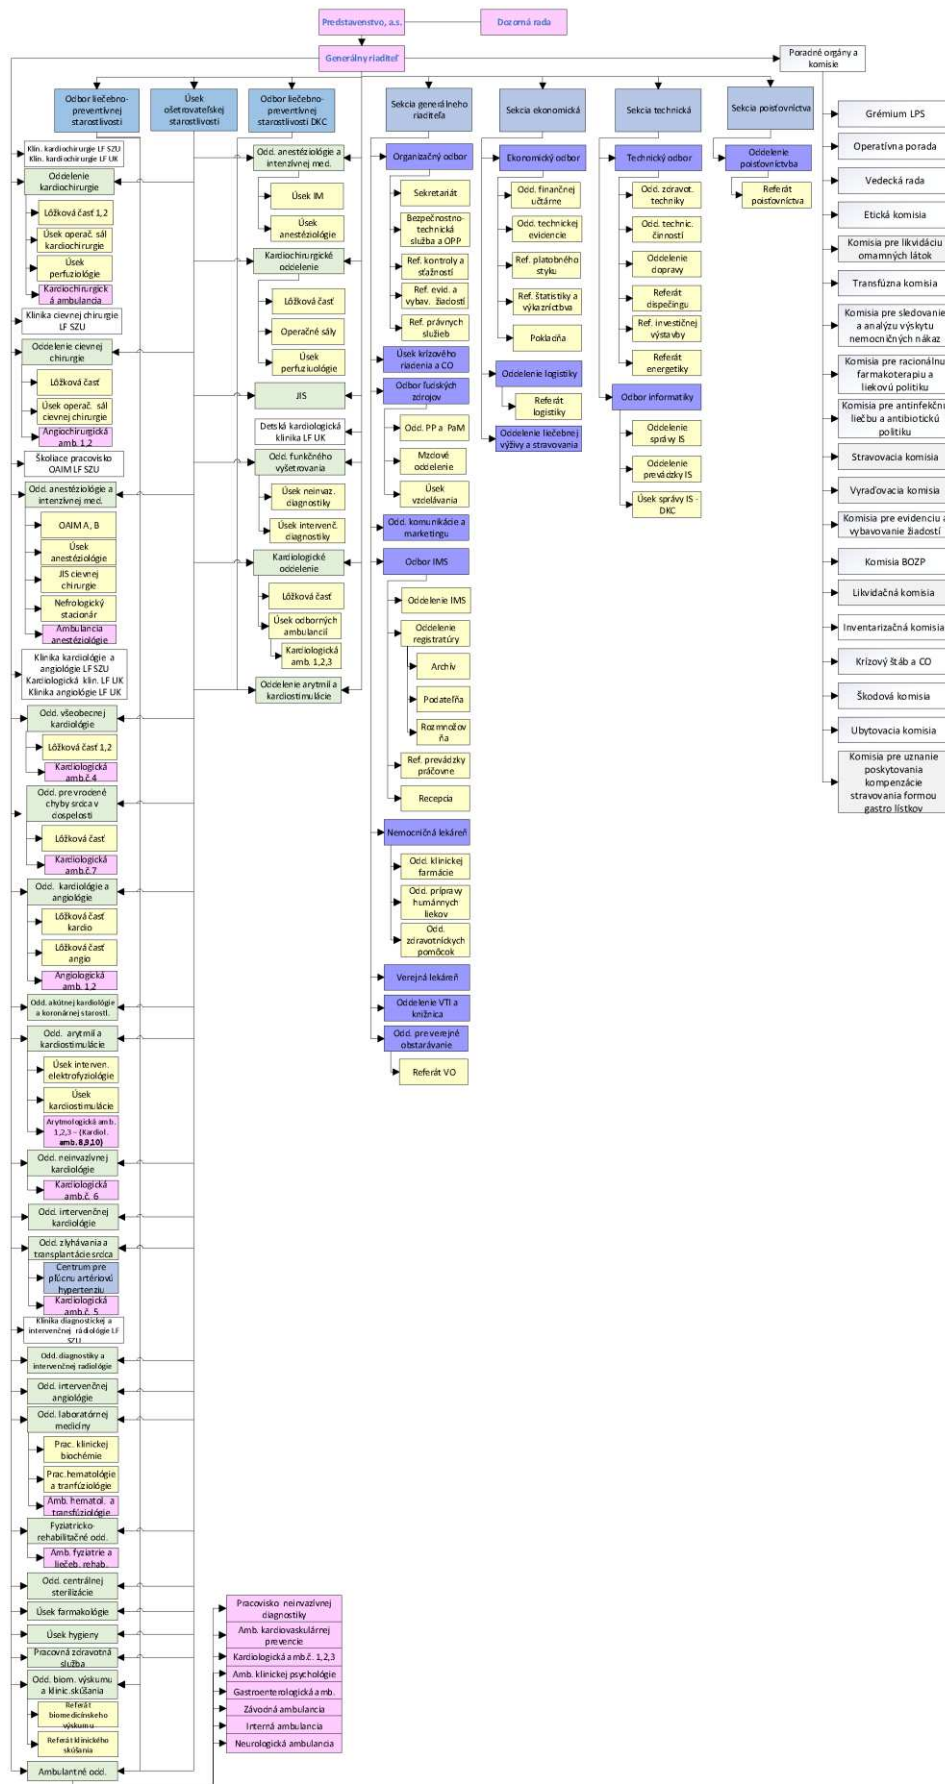 Predstavenstvo, a.s.
Dozorná rada
Generálny riaditeľ
Poradné orgány a
komisie
Odbor liečebno-
preventívnej
starostlivosti
Úsek
ošetrovateľskej
starostlivosti
Odbor liečebno-
preventívnej
starostlivosti DKC
Sekcia generálneho
riaditeľa
Sekcia ekonomická
Sekcia technická
Sekcia poisťovníctva
Klin. kardiochirurgie LF SZU
Klin. kardiochirurgie LF UK
Oddelenie
kardiochirurgie
Lôžková časť 1,2
Úsek operač. sál
kardiochirurgie
Úsek
perfuziológie
Kardiochirurgick
á ambulancia
Klinika cievnej chirurgie
LF SZU
Oddelenie cievnej
chirurgie
Lôžková časť
Úsek operač. sál
cievnej chirurgie
Angiochirurgická
amb. 1,2
Školiace pracovisko
OAIM LF SZU
Odd. anestéziológie a
intenzívnej med.
OAIM A, B
Úsek
anestéziológie
JIS cievnej
chirurgie
Nefrologický
stacionár
Ambulancia
anestéziológie
Klinika kardiológie a
angiológie LF SZU
Kardiologická klin. LF UK
Klinika angiológie LF UK
Odd. všeobecnej
kardiológie
Lôžková časť 1,2
Kardiologická
amb.č.4
Odd. pre vrodené
chyby srdca v
dospelosti
Lôžková časť
Kardiologická
amb.č.7
Odd. kardiológie a
angiológie
Lôžková časť
kardio
Lôžková časť
angio
Angiologická
amb. 1,2
Odd. akútnej kardiológie
a koronárnej starostl.
Odd. arytmií a
kardiostimulácie
Úsek interven.
elektrofyziológie
Úsek
kardiostimulácie
Arytmologická amb.
1,2,3 – (Kardiol.
amb. 8,9,10)
Odd. neinvazívnej
kardiológie
Kardiologická
amb.č. 6
Odd. intervenčnej
kardiológie
Odd. zlyhávania a
transplantácie srdca
Centrum pre
pľúcnu artériovú
hypertenziu
Kardiologická
amb.č. 5
Klinika diagnostickej a
intervenčnej rádiológie LF
SZU
Odd. diagnostiky a
intervenčnej radiológie
Odd. intervenčnej
angiológie
Odd. laboratórnej
medicíny
Prac. klinickej
biochémie
Prac.hematológie
a tranfúziológie
Amb. hematol. a
transfúziológie
Fyziatricko-
rehabilitačné odd.
Amb. fyziatrie a
liečeb. rehab.
Odd. centrálnej
sterilizácie
Úsek farmakológie
Úsek hygieny
Pracovná zdravotná
služba
Odd. biom. výskumu
a klinic.skúšania
Referát
biomedicínskeho
výskumu
Referát klinického
skúšania
Ambulantné odd.
Odd. anestéziológie a
intenzívnej med.
Úsek IM
Úsek
anestéziológie
Kardiochirurgické
oddelenie
Lôžková časť
Operačné sály
Úsek
perfuziuológie
JIS
Detská kardiologická
klinika LF UK
Odd. funkčného
vyšetrovania
Úsek neinvaz.
diagnostiky
Úsek intervenč.
diagnostiky
Kardiologické
oddelenie
Lôžková časť
Úsek odborných
ambulancií
Kardiologická
amb. 1,2,3
Oddelenie arytmií a
kardiostimulácie
Organizačný odbor
Sekretariát
Bezpečnostno-
technická
služba a OPP
Ref. kontroly a
sťažností
Ref. evid. a
vybav. žiadostí
Ref. právnych
služieb
Úsek krízového
riadenia a CO
Odbor ľudských
zdrojov
Odd. PP a PaM
Mzdové
oddelenie
Úsek
vzdelávania
Odd. komunikácie a
marketingu
Odbor IMS
Oddelenie IMS
Oddelenie
registratúry
Archív
Podateľňa
Rozmnožov
ňa
Ref. prevádzky
práčovne
Recepcia
Nemocničná lekáreň
Odd. klinickej
farmácie
Odd. prípravy
humánnych
liekov
Odd.
zdravotníckych
pomôcok
Verejná lekáreň
Oddelenie VTI a
knižnica
Odd. pre verejné
obstarávanie
Referát VO
Ekonomický odbor
Odd. finančnej
učtárne
Odd. technickej
evidencie
Ref. platobného
styku
Ref. štatistiky a
výkazníctbva
Pokladňa
Oddelenie logistiky
Referát
logistiky
Oddelenie liečebnej
výživy a stravovania
Technický odbor
Odd. zdravot.
techniky
Odd. technic.
činností
Oddelenie
dopravy
Referát
dispečingu
Ref. investičnej
výstavby
Referát
energetiky
Odbor informatiky
Oddelenie
správy IS
Oddelenie
prevádzky IS
Úsek správy IS -
DKC
Oddelenie
poisťovníctvba
Referát
poisťovníctva
Grémium LPS
Operatívna porada
Vedecká rada
Etická komisia
Komisia pre likvidáciu
omamných látok
Transfúzna komisia
Komisia pre sledovanie
a analýzu výskytu
nemocničných nákaz
Komisia pre racionálnu
farmakoterapiu a
liekovú politiku
Komisia pre antinfekčnú
liečbu a antibiotickú
politiku
Stravovacia komisia
Vyraďovacia komisia
Komisia pre evidenciu a
vybavovanie žiadostí
Komisia BOZP
Likvidačná komisia
Inventarizačná komisia
Krízový štáb a CO
Škodová komisia
Ubytovacia komisia
Komisia pre uznanie
poskytovania
kompenzácie
stravovania formou
gastro lístkov
Pracovisko neinvazívnej
diagnostiky
Amb. kardiovaskulárnej
prevencie
Kardiologická amb.č. 1,2,3
Amb. klinickej psychológie
Gastroenterologická amb.
Závodná ambulancia
Interná ambulancia
Neurologická ambulancia